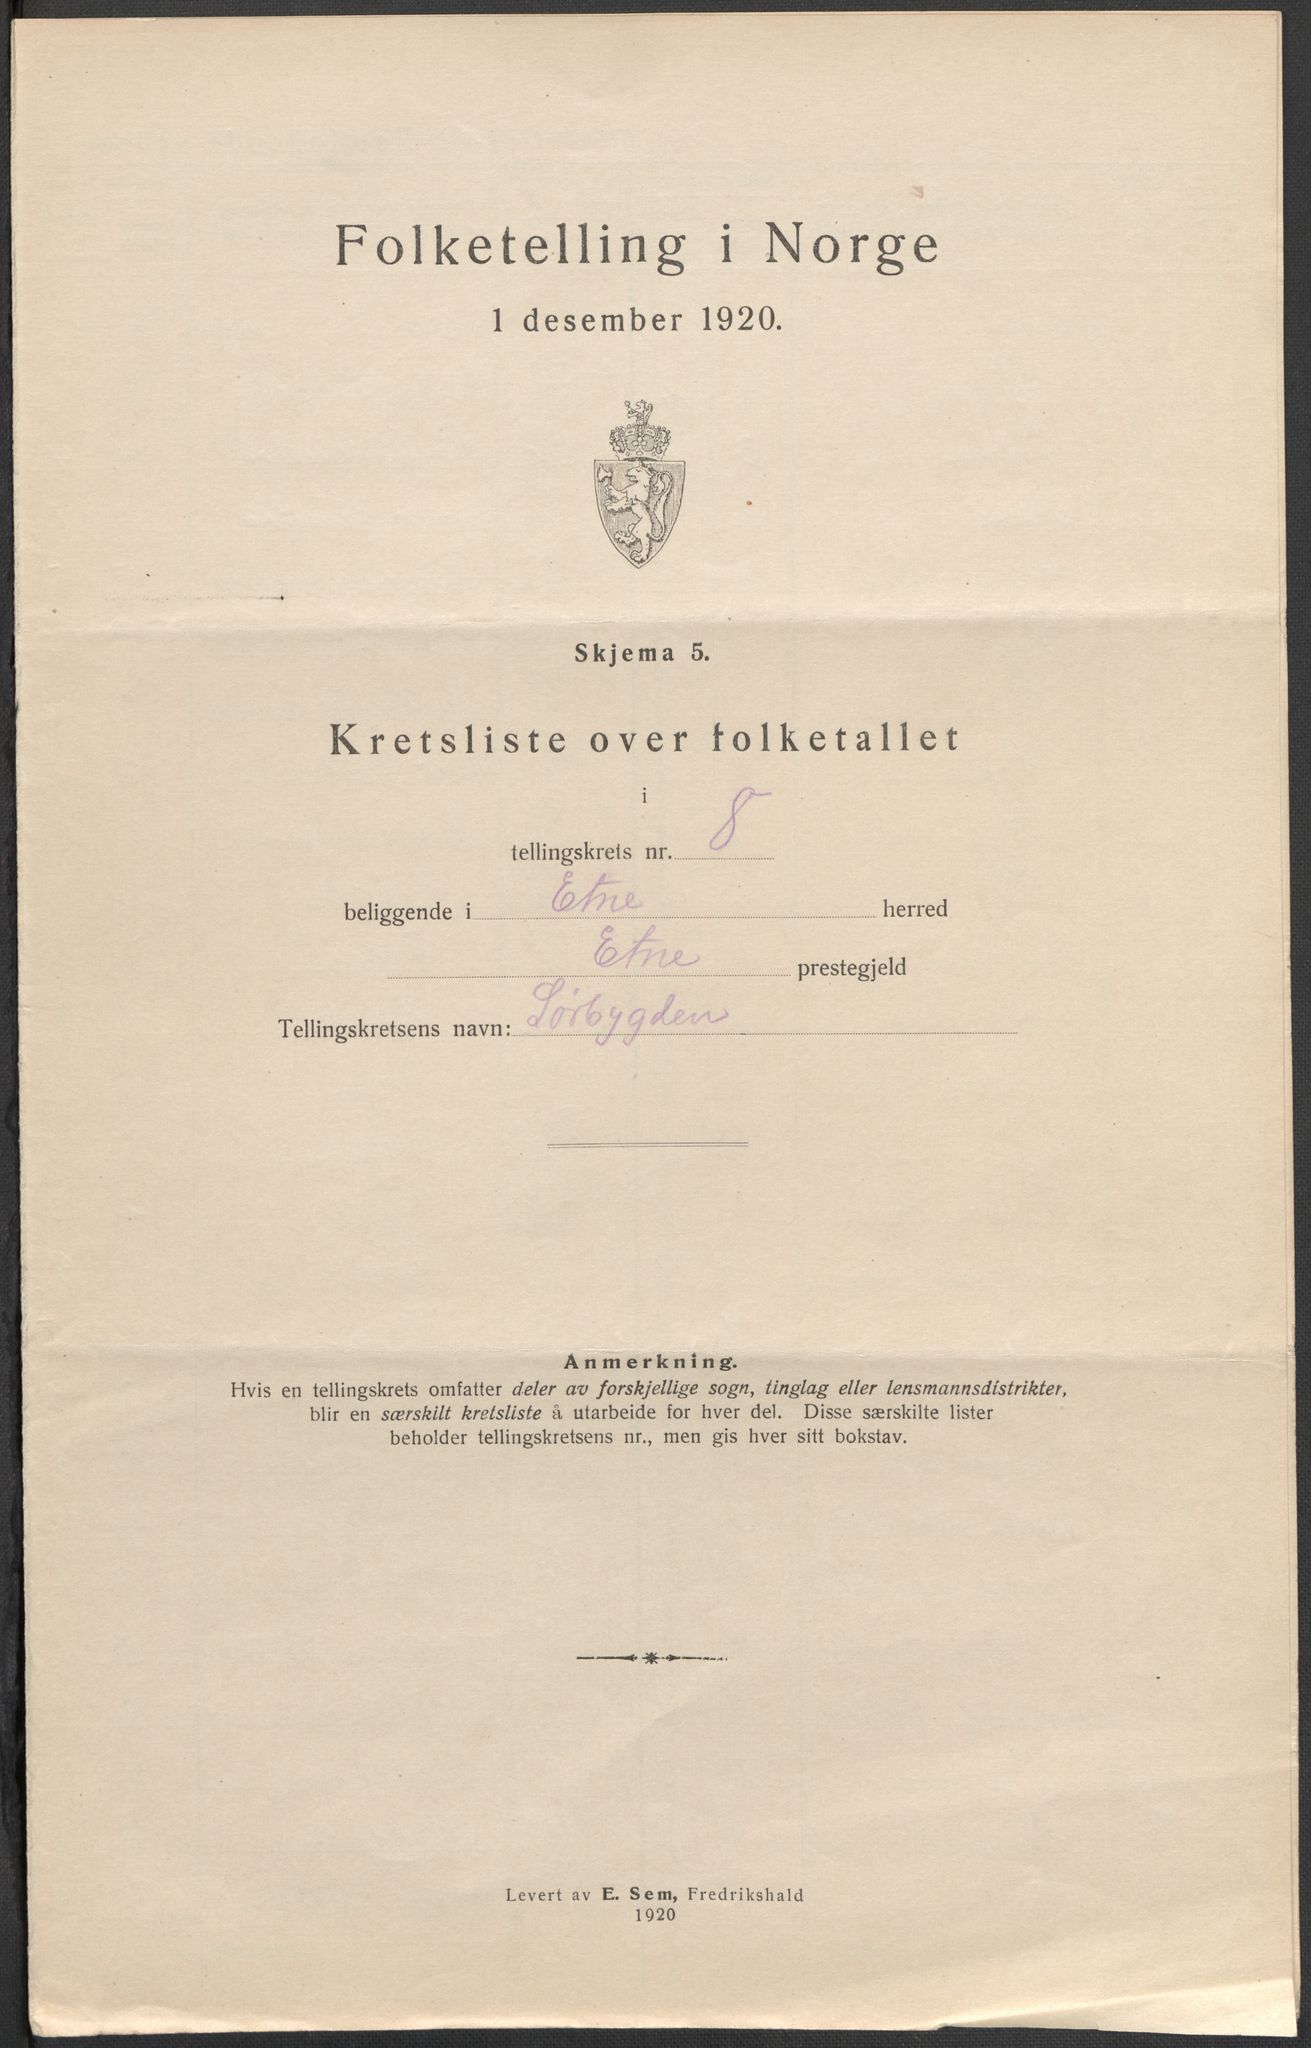 Folketelling i Norge
1 desember 1920.
Skjema 5.
Kretsliste over folketallet
i
tellingskrets nr. 8
beliggende i Etne herred
Etne prestegjeld
Tellingskretsens navn: Sørbygden
Anmerkning.
Hvis en tellingskrets omfatter deler av forskjellige sogn, tinglag eller lensmannsdistrikter,
blir en særskilt kretsliste å utarbeide for hver del. Disse særskilte lister
beholder tellingskretsens nr., men gis hver sitt bokstav.
Levert av E. Sem, Fredrikshald
1920